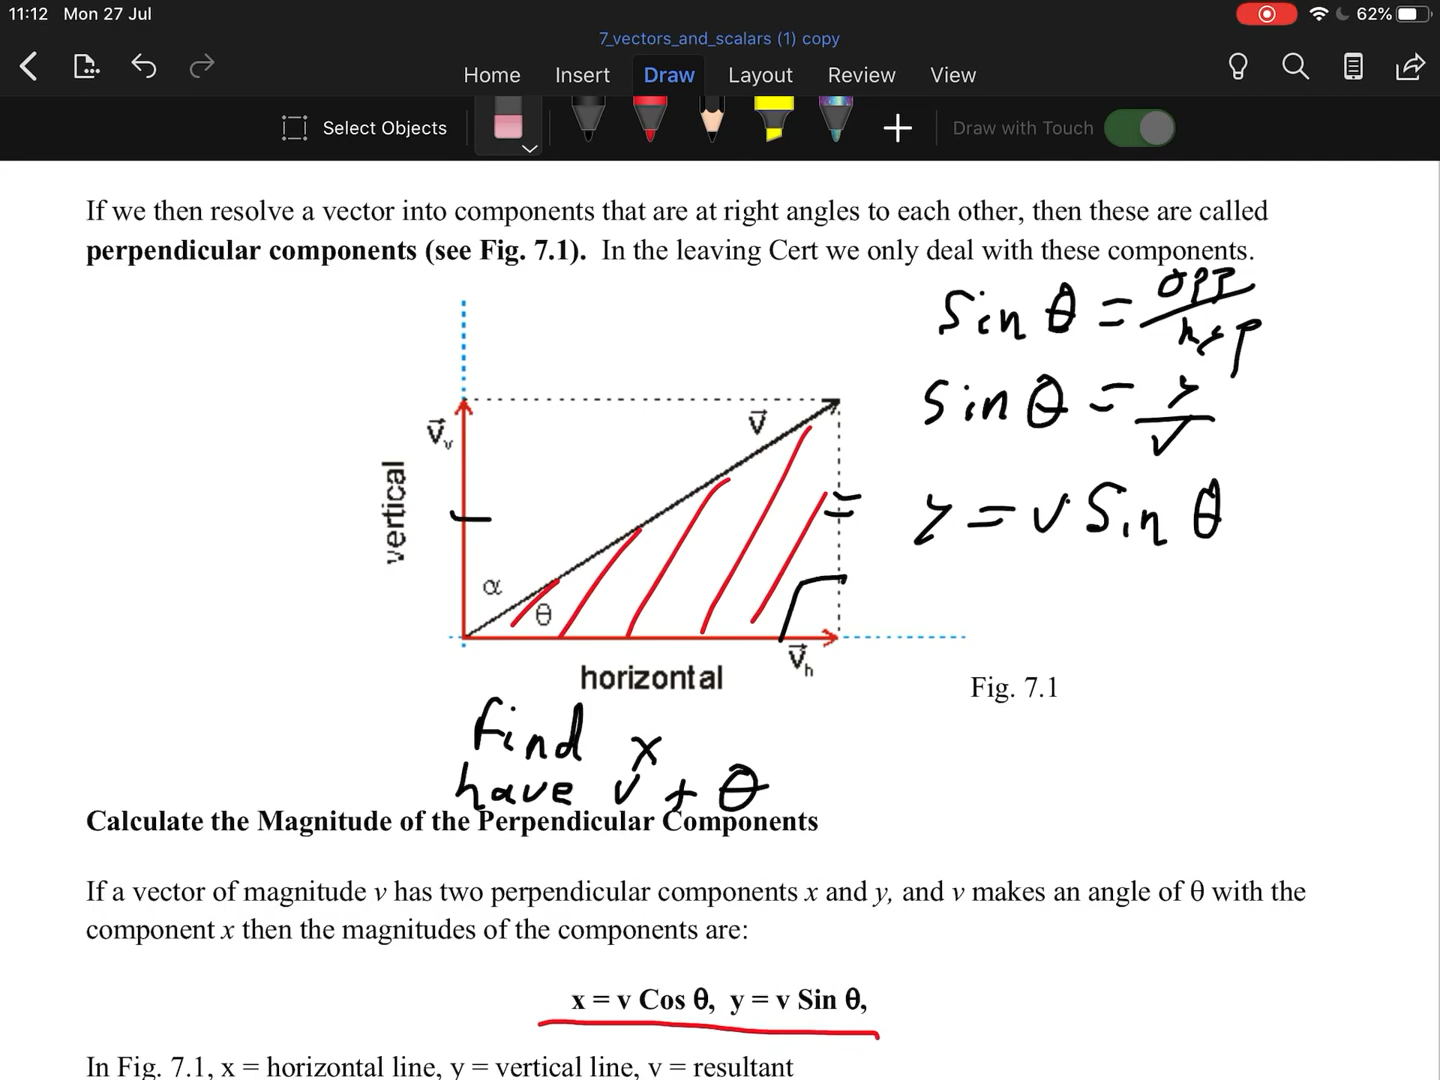 11:12 Mon 27 Jul 62%
7_vectors_and_scalars (1) copy
Home Insert Draw Layout Review View
Select Objects Draw with Touch
If we then resolve a vector into components that are at right angles to each other, then these are called
perpendicular components (see Fig. 7.1). In the leaving Cert we only deal with these components.
Sin θ = opp/hyp
Sin θ = y/v
y = v Sin θ
vertical
V⃗v
V⃗
α
θ
V⃗h
horizontal
Fig. 7.1
find x
have v + θ
Calculate the Magnitude of the Perpendicular Components
If a vector of magnitude v has two perpendicular components x and y, and v makes an angle of θ with the
component x then the magnitudes of the components are:
x = v Cos θ, y = v Sin θ,
In Fig. 7.1, x = horizontal line, y = vertical line, v = resultant